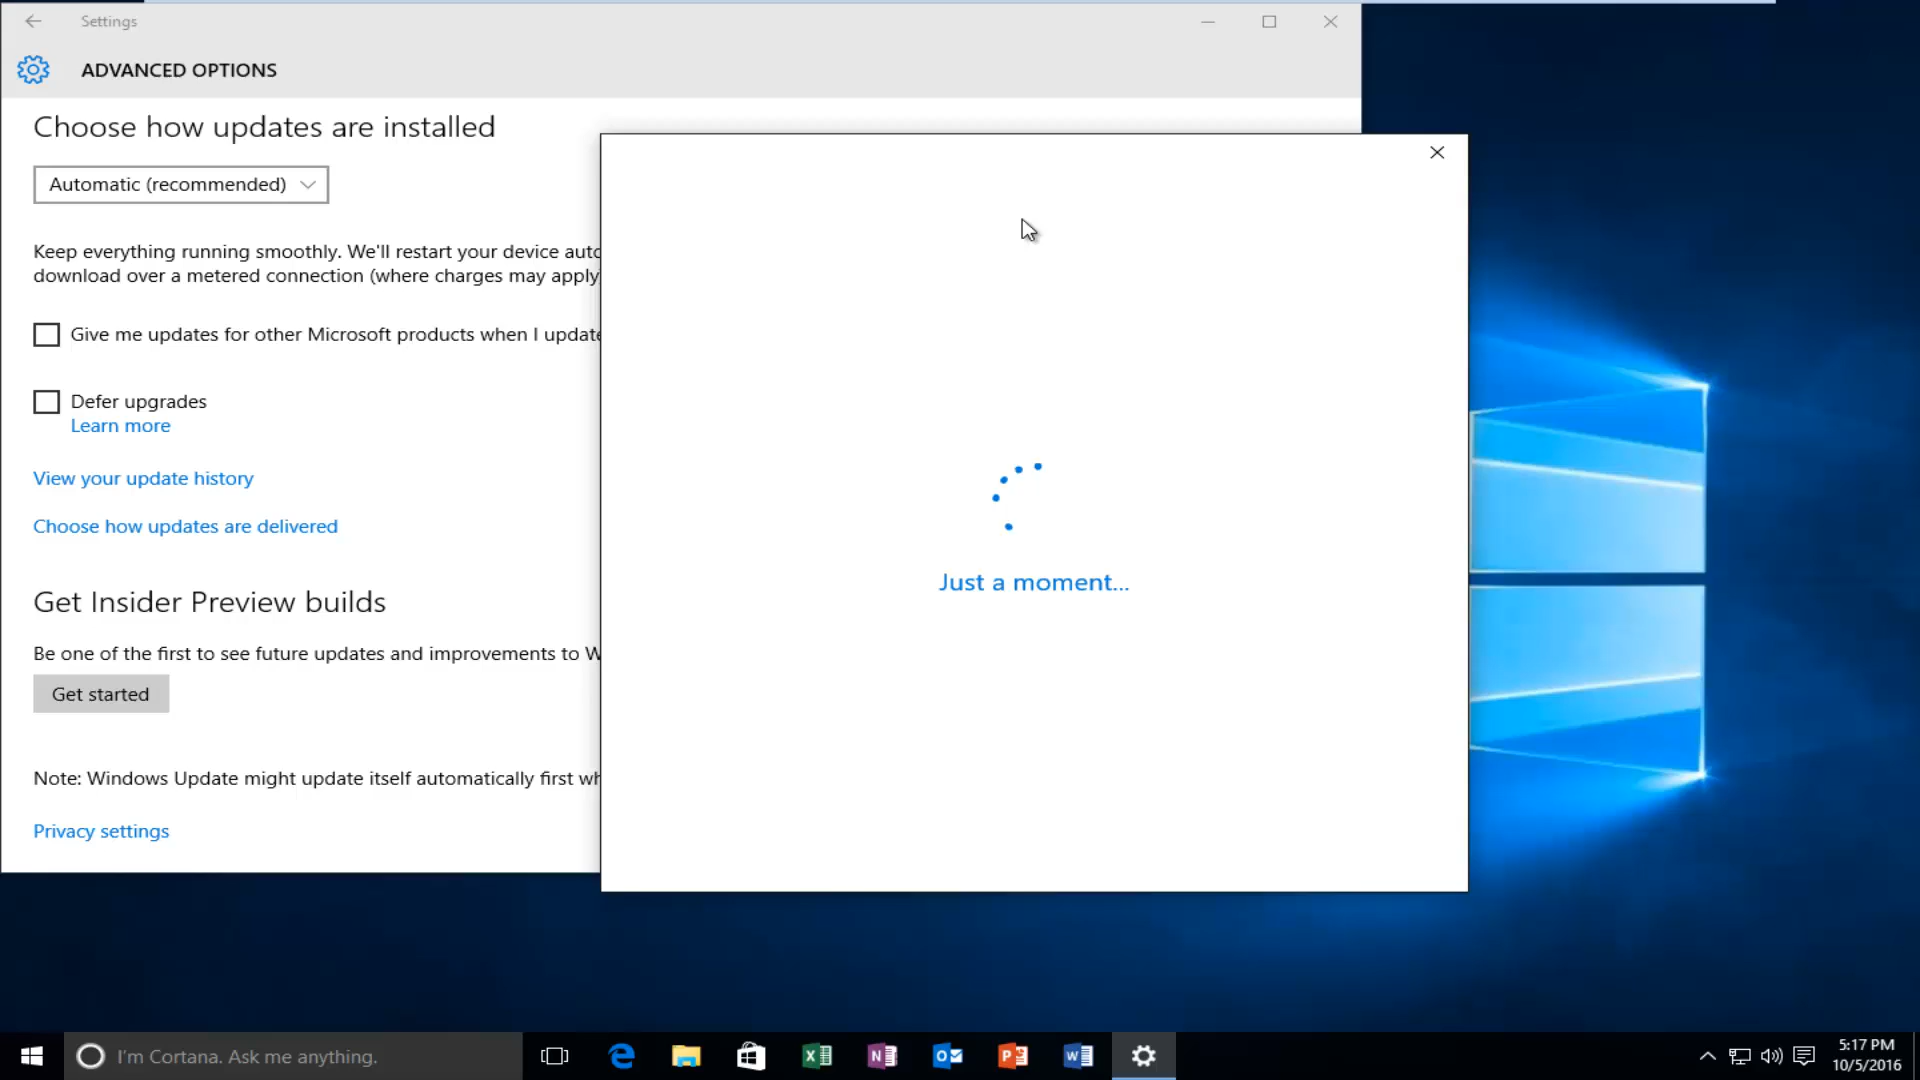 Settings
ADVANCED OPTIONS
Choose how updates are installed
Automatic (recommended)
Keep everything running smoothly. We'll restart your device auto
download over a metered connection (where charges may apply
Give me updates for other Microsoft products when I update
Defer upgrades
Learn more
View your update history
Choose how updates are delivered
Get Insider Preview builds
Be one of the first to see future updates and improvements to W
Get started
Note: Windows Update might update itself automatically first wh
Privacy settings
Just a moment...
I'm Cortana. Ask me anything.
5:17 PM
10/5/2016